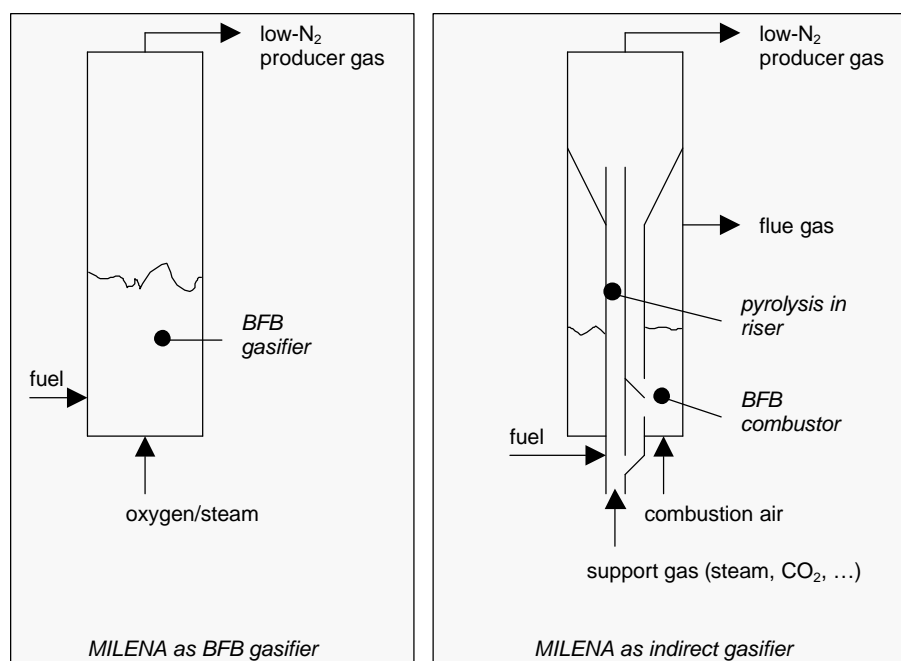 low-N₂
producer gas
BFB
gasifier
fuel
oxygen/steam
MILENA as BFB gasifier
low-N₂
producer gas
flue gas
pyrolysis in
riser
BFB
combustor
fuel
combustion air
support gas (steam, CO₂, ...)
MILENA as indirect gasifier